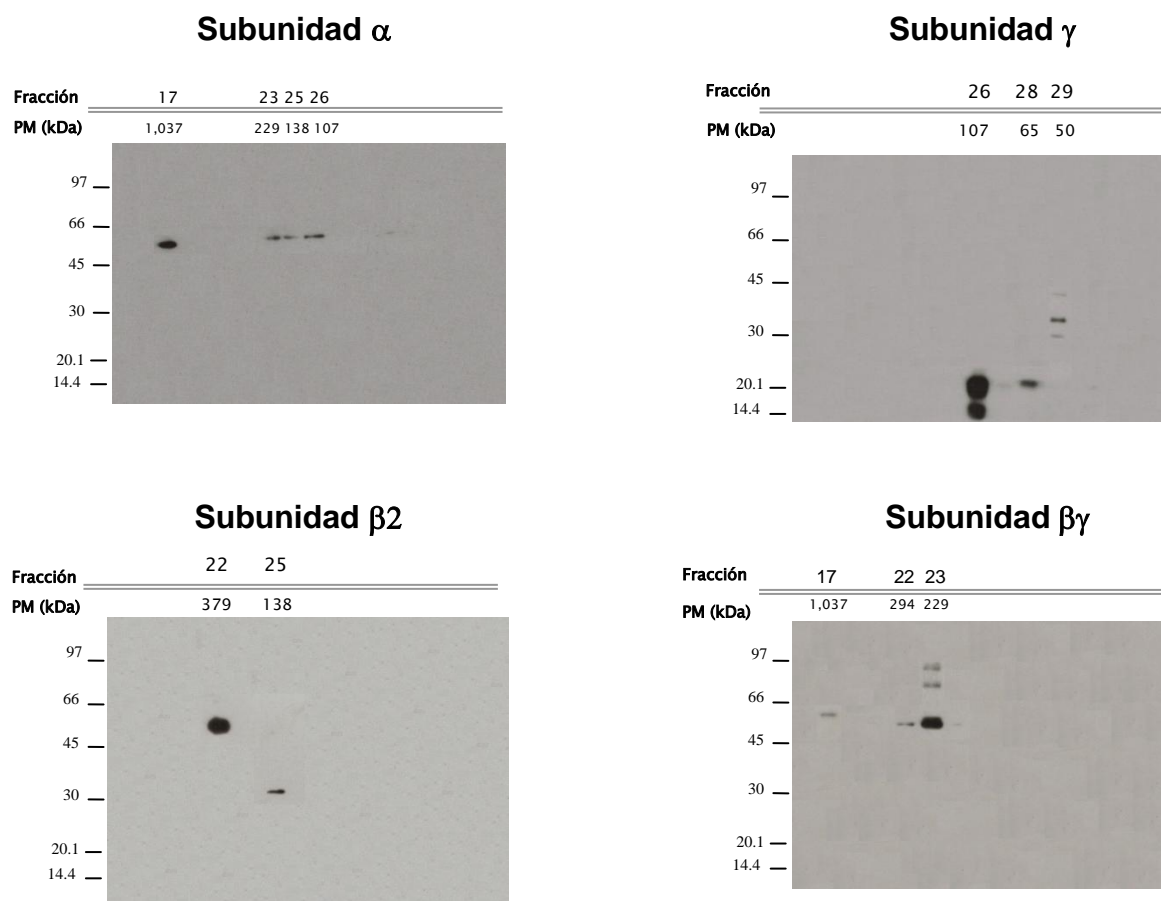 Subunidad α
Fracción 17 23 25 26
PM (kDa) 1,037 229 138 107
97
66
45
30
20.1
14.4
Subunidad γ
Fracción 26 28 29
PM (kDa) 107 65 50
97
66
45
30
20.1
14.4
Subunidad β2
Fracción 22 25
PM (kDa) 379 138
97
66
45
30
20.1
14.4
Subunidad βγ
Fracción 17 22 23
PM (kDa) 1,037 294 229
97
66
45
30
20.1
14.4